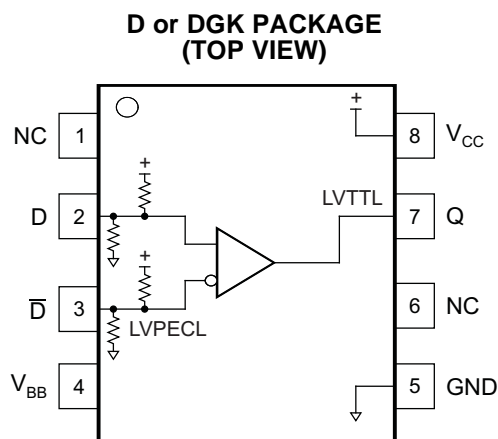 D or DGK PACKAGE
(TOP VIEW)
NC 1
8 V_CC
D 2
LVTTL
7 Q
D̅ 3
LVPECL
6 NC
V_BB 4
5 GND
+
+
+